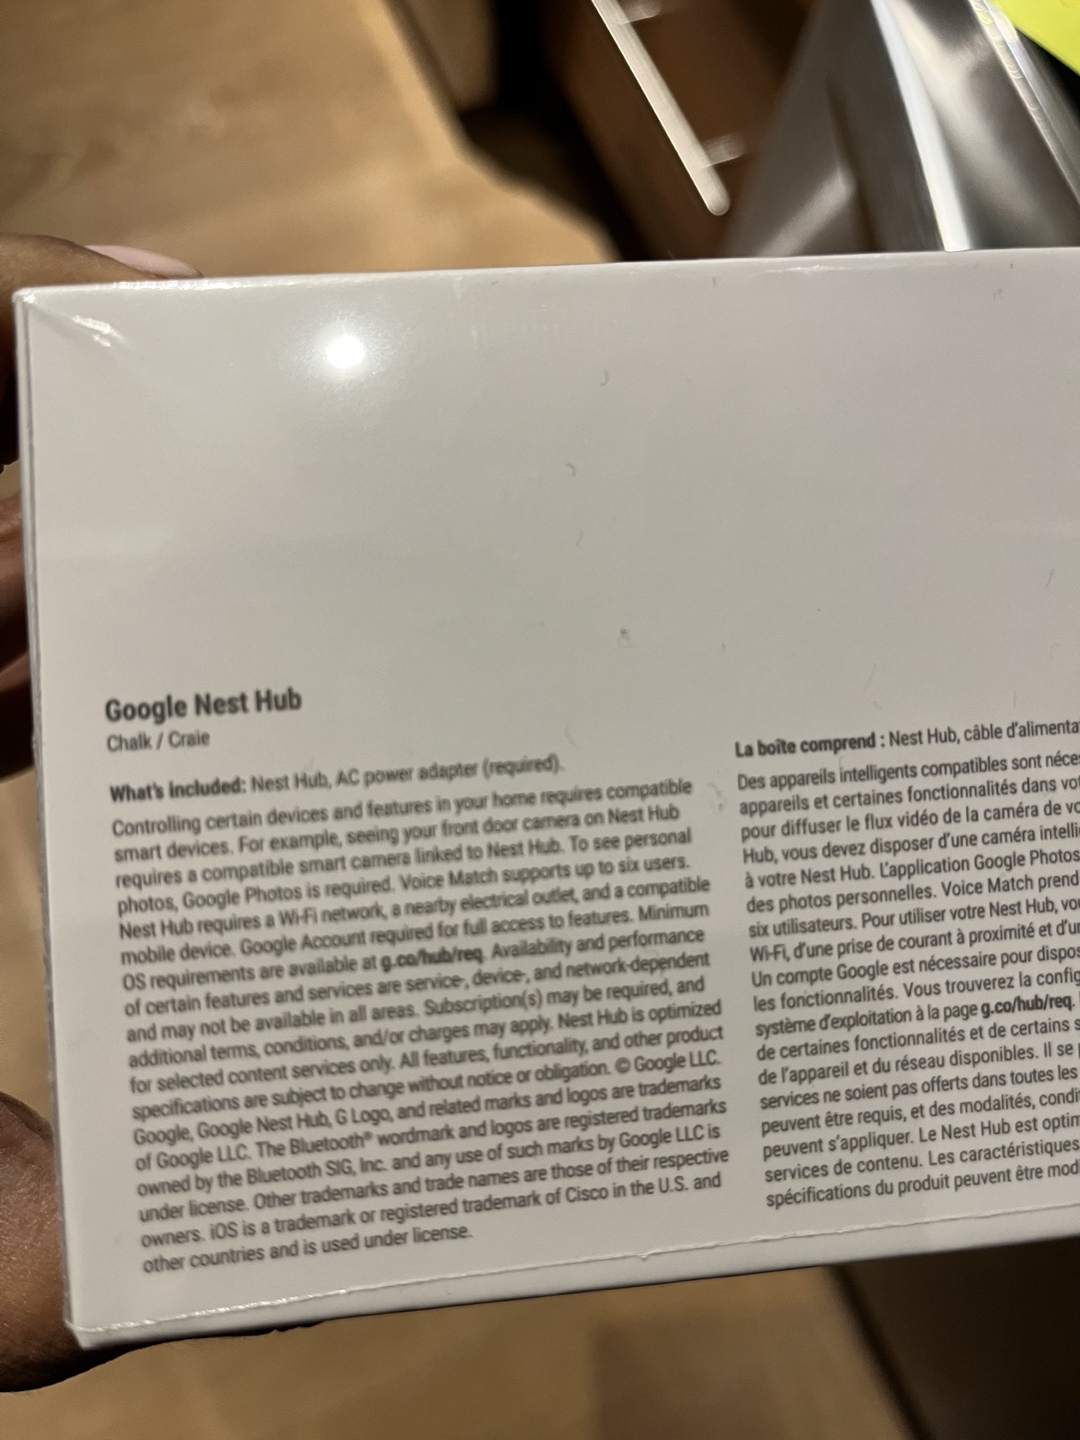 Google Nest Hub
Chalk / Craie
What's included: Nest Hub, AC power adapter (required).
Controlling certain devices and features in your home requires compatible
smart devices. For example, seeing your front door camera on Nest Hub
requires a compatible smart camera linked to Nest Hub. To see personal
photos, Google Photos is required. Voice Match supports up to six users.
Nest Hub requires a Wi-Fi network, a nearby electrical outlet, and a compatible
mobile device. Google Account required for full access to features. Minimum
OS requirements are available at g.co/hub/req. Availability and performance
of certain features and services are service-, device-, and network-dependent
and may not be available in all areas. Subscription(s) may be required, and
additional terms, conditions, and/or charges may apply. Nest Hub is optimized
for selected content services only. All features, functionality, and other product
specifications are subject to change without notice or obligation. © Google LLC.
Google, Google Nest Hub, G Logo, and related marks and logos are trademarks
of Google LLC. The Bluetooth® wordmark and logos are registered trademarks
owned by the Bluetooth SIG, Inc. and any use of such marks by Google LLC is
under license. Other trademarks and trade names are those of their respective
owners. iOS is a trademark or registered trademark of Cisco in the U.S. and
other countries and is used under license.
La boîte comprend : Nest Hub, câble d'alimenta
Des appareils intelligents compatibles sont néce
appareils et certaines fonctionnalités dans vot
pour diffuser le flux vidéo de la caméra de vo
Hub, vous devez disposer d'une caméra intelli
à votre Nest Hub. L'application Google Photos
des photos personnelles. Voice Match prend
six utilisateurs. Pour utiliser votre Nest Hub, vou
Wi-Fi, d'une prise de courant à proximité et d'un
Un compte Google est nécessaire pour dispos
les fonctionnalités. Vous trouverez la config
système d'exploitation à la page g.co/hub/req.
de certaines fonctionnalités et de certains s
de l'appareil et du réseau disponibles. Il se p
services ne soient pas offerts dans toutes les
peuvent être requis, et des modalités, condit
peuvent s'appliquer. Le Nest Hub est optim
services de contenu. Les caractéristiques
spécifications du produit peuvent être mod